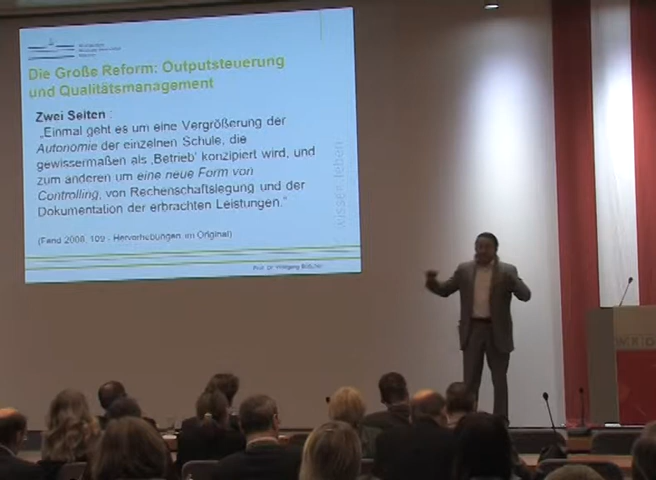 Die Große Reform: Outputsteuerung
und Qualitätsmanagement
Zwei Seiten :
„Einmal geht es um eine Vergrößerung der
Autonomie der einzelnen Schule, die
gewissermaßen als ‚Betrieb' konzipiert wird, und
zum anderen um eine neue Form von
Controlling, von Rechenschaftslegung und der
Dokumentation der erbrachten Leistungen."
(Fend 2008, 109 - Hervorhebungen im Original)
wissen leben
Prof. Dr. Wolfgang